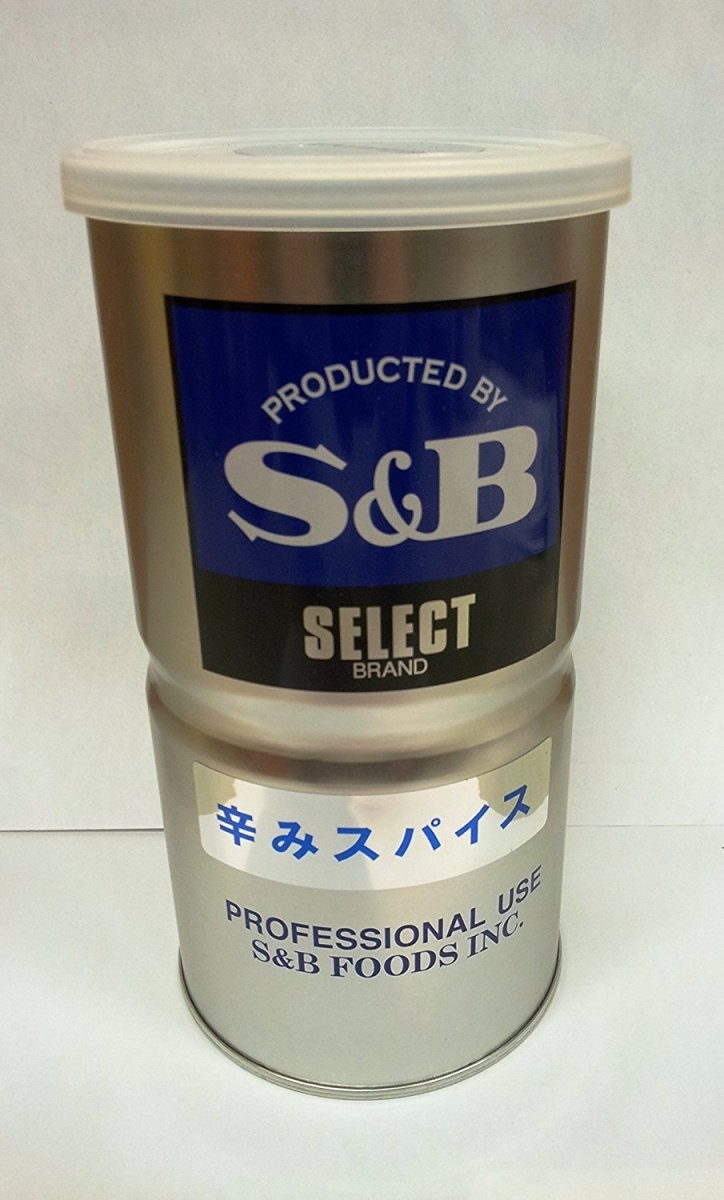 PRODUCTED BY
S&B
SELECT
BRAND
辛みスパイス
PROFESSIONAL USE
S&B FOODS INC.